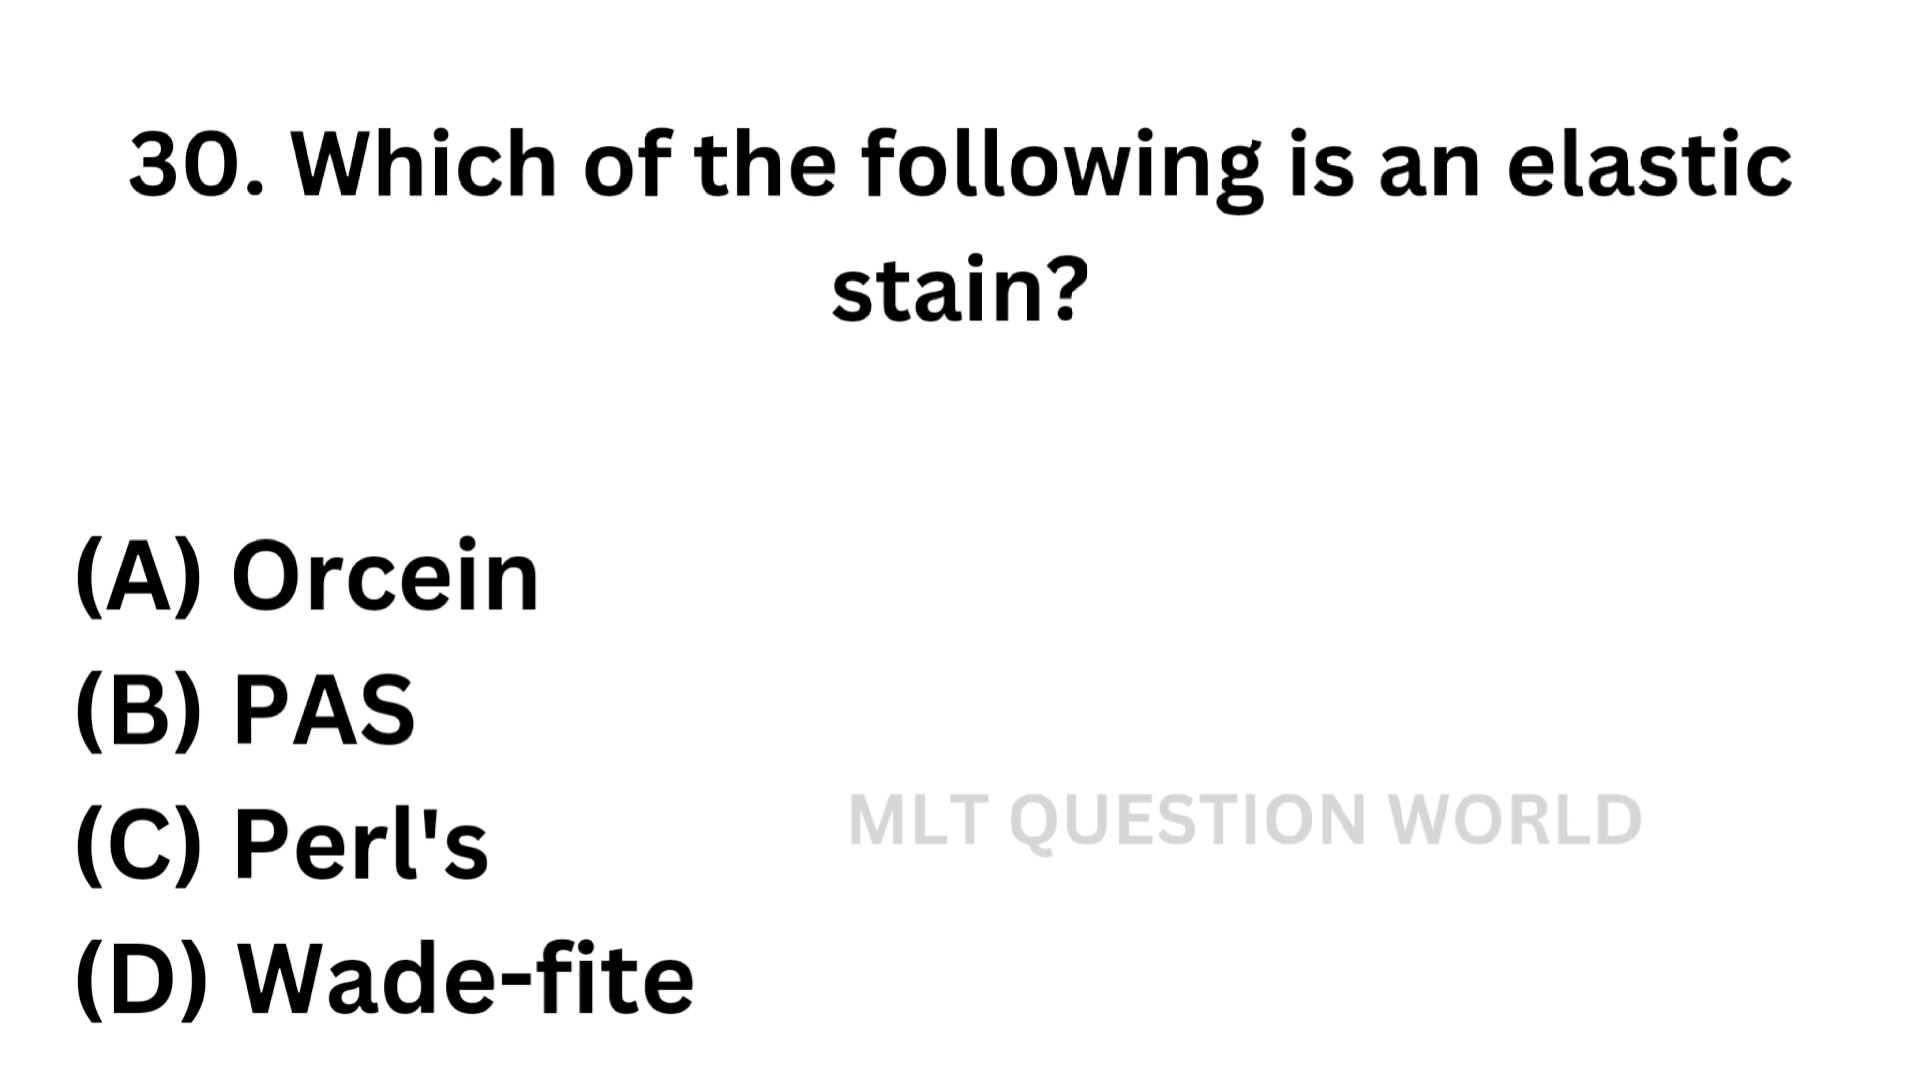 30. Which of the following is an elastic
stain?
(A) Orcein
(B) PAS
(C) Perl's
(D) Wade-fite
MLT QUESTION WORLD